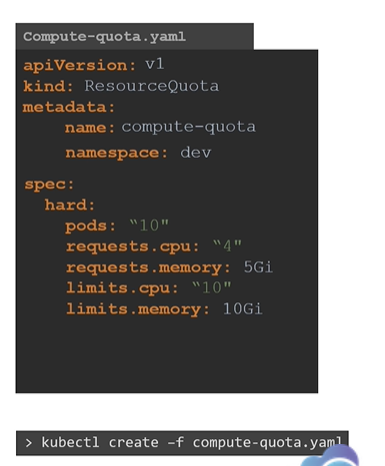 Compute-quota.yaml
apiVersion: v1
kind: ResourceQuota
metadata:
name: compute-quota
namespace: dev
spec:
hard:
pods: “10"
requests.cpu: “4"
requests.memory: 5Gi
limits.cpu: “10"
limits.memory: 10Gi
> kubectl create –f compute-quota.yaml